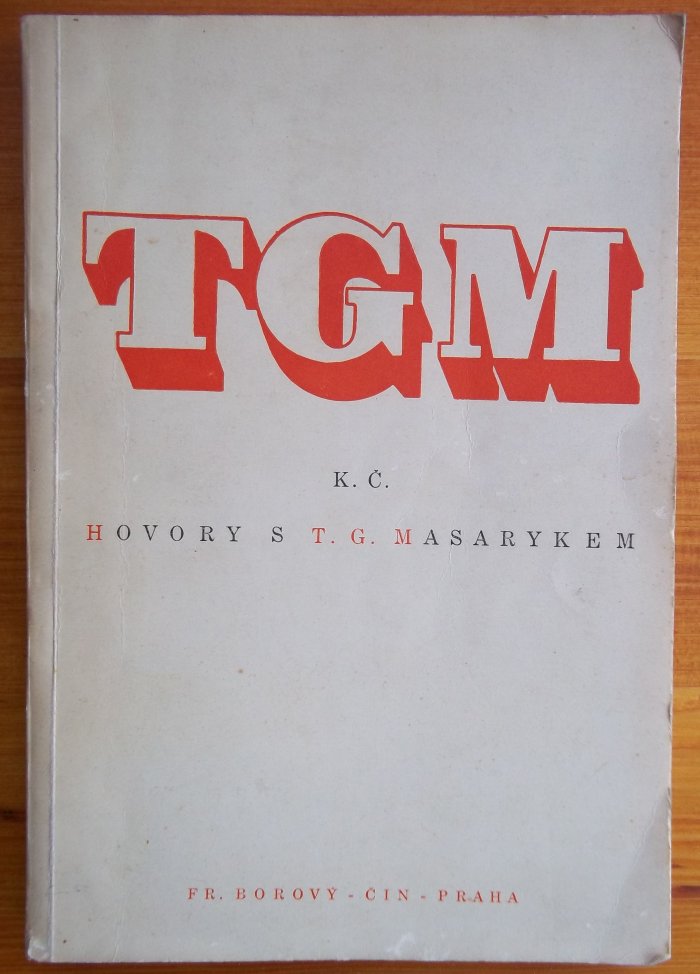 TGM
K. Č.
HOVORY S T. G. MASARYKEM
FR. BOROVÝ - ČIN - PRAHA